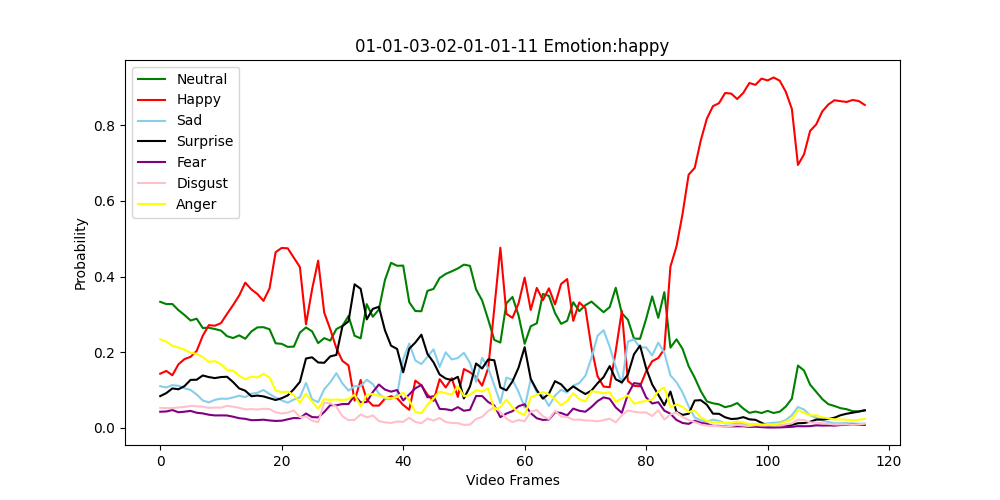 01-01-03-02-01-01-11 Emotion:happy
Neutral
Happy
Sad
Surprise
Fear
Disgust
Anger
Probability
0.8
0.6
0.4
0.2
0.0
0 20 40 60 80 100 120
Video Frames